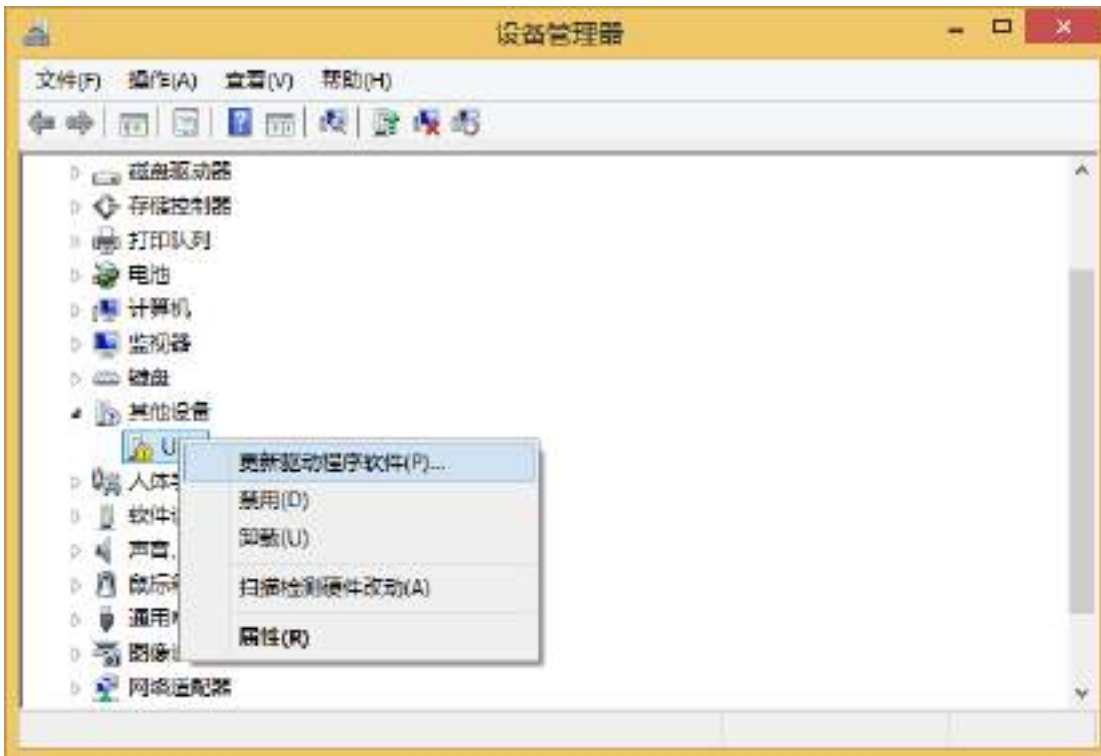 设备管理器
文件(F) 操作(A) 查看(V) 帮助(H)
磁盘驱动器
存储控制器
打印队列
电池
计算机
监视器
键盘
其他设备
U
更新驱动程序软件(P)...
人体
禁用(D)
软件
卸载(U)
声音,
鼠标
扫描检测硬件改动(A)
通用
属性(R)
图像
网络适配器